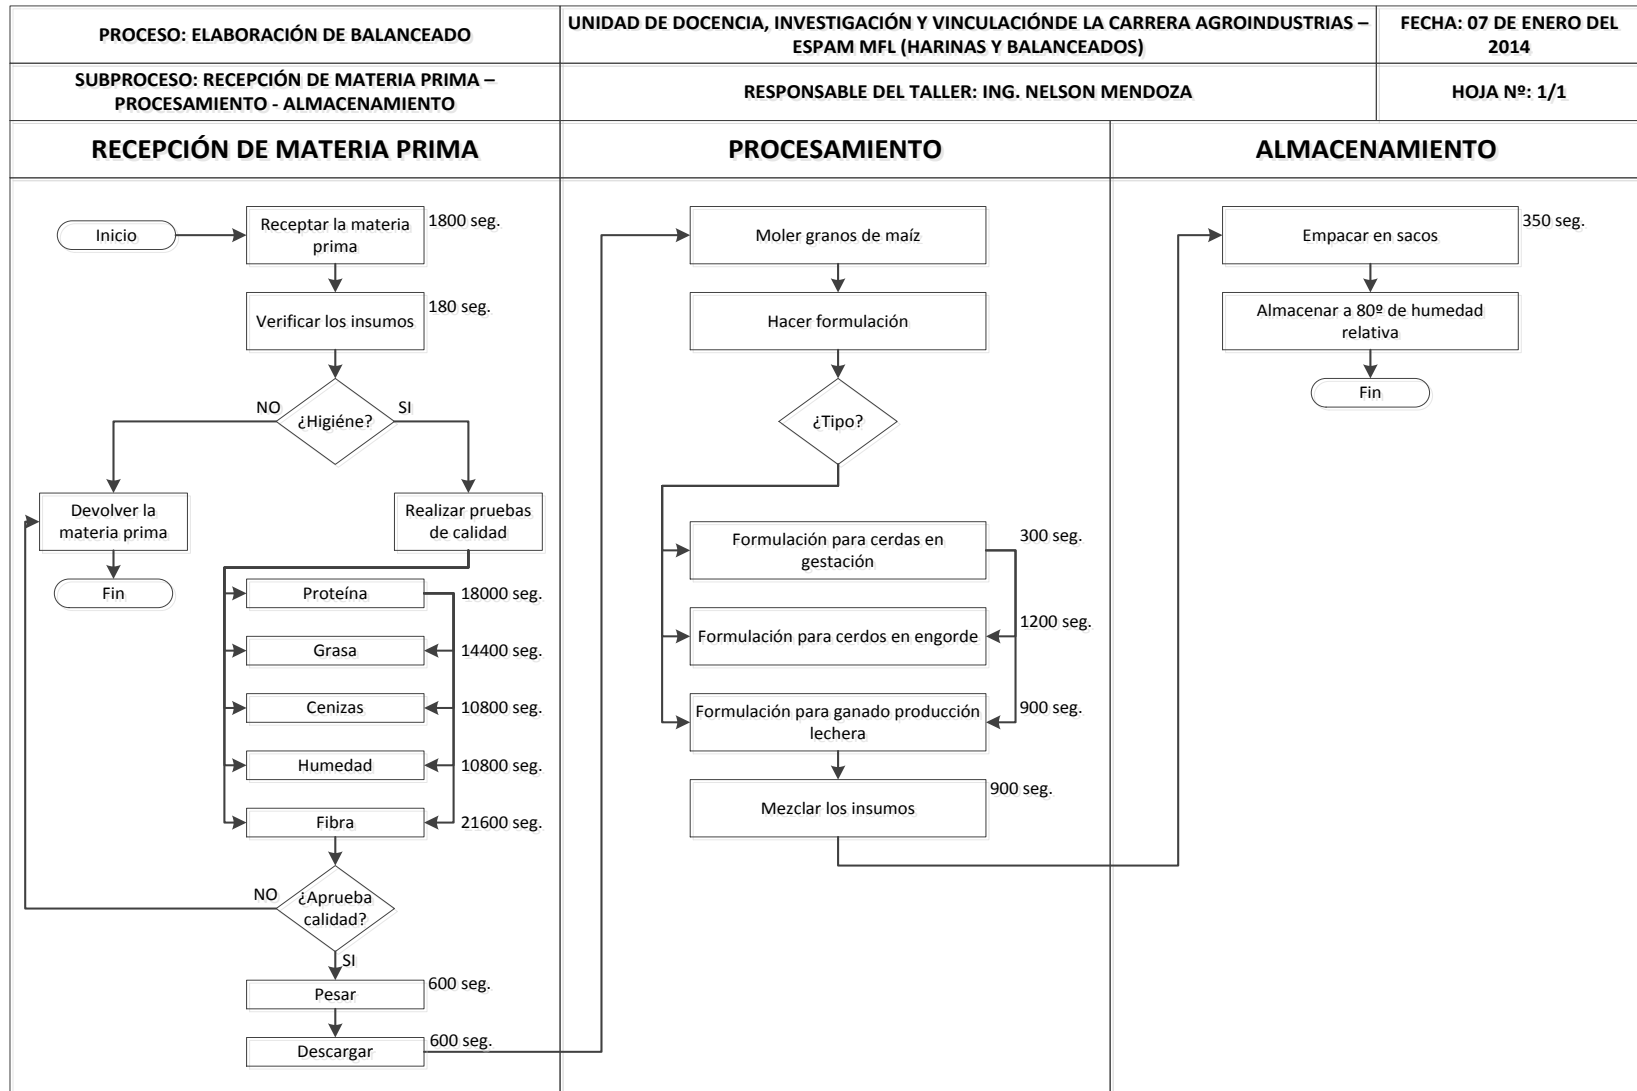 PROCESO: ELABORACIÓN DE BALANCEADO
UNIDAD DE DOCENCIA, INVESTIGACIÓN Y VINCULACIÓNDE LA CARRERA AGROINDUSTRIAS –
ESPAM MFL (HARINAS Y BALANCEADOS)
FECHA: 07 DE ENERO DEL
2014
SUBPROCESO: RECEPCIÓN DE MATERIA PRIMA –
PROCESAMIENTO - ALMACENAMIENTO
RESPONSABLE DEL TALLER: ING. NELSON MENDOZA
HOJA Nº: 1/1
RECEPCIÓN DE MATERIA PRIMA
PROCESAMIENTO
ALMACENAMIENTO
Inicio
Receptar la materia
prima
1800 seg.
Verificar los insumos
180 seg.
¿Higiéne?
NO
SI
Devolver la
materia prima
Fin
Realizar pruebas
de calidad
Proteína
18000 seg.
Grasa
14400 seg.
Cenizas
10800 seg.
Humedad
10800 seg.
Fibra
21600 seg.
¿Aprueba
calidad?
NO
SI
Pesar
600 seg.
Descargar
600 seg.
Moler granos de maíz
Hacer formulación
¿Tipo?
Formulación para cerdas en
gestación
300 seg.
Formulación para cerdos en engorde
1200 seg.
Formulación para ganado producción
lechera
900 seg.
Mezclar los insumos
900 seg.
Empacar en sacos
350 seg.
Almacenar a 80º de humedad
relativa
Fin